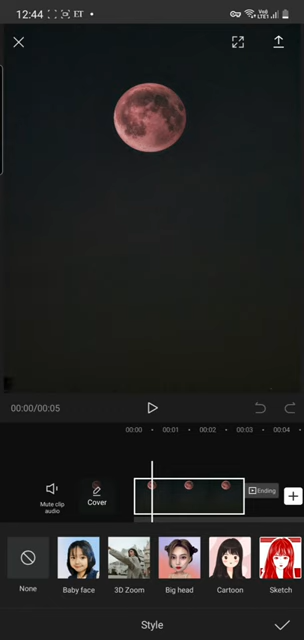 12:44 ET
00:00/00:05
00:00 00:01 00:02 00:03 00:04
Mute clip
audio
Cover
Ending
None Baby face 3D Zoom Big head Cartoon Sketch
Style